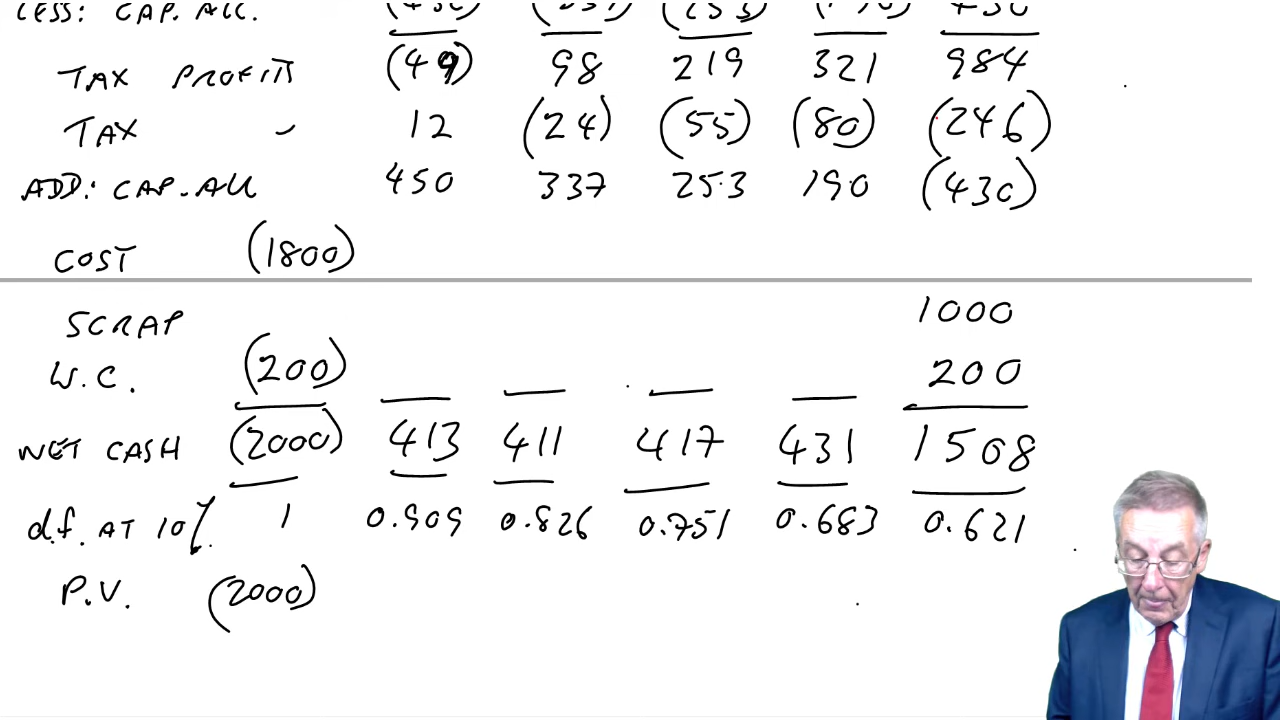 LESS: CAP. ALL.
TAX PROFITS (49) 98 219 321 984
TAX 12 (24) (55) (80) (246)
ADD: CAP. ALL 450 337 253 190 (430)
COST (1800)
SCRAP 1000
W.C. (200) 200
NET CASH (2000) 413 411 417 431 1508
d.f. AT 10% 1 0.909 0.826 0.751 0.683 0.621
P.V. (2000)